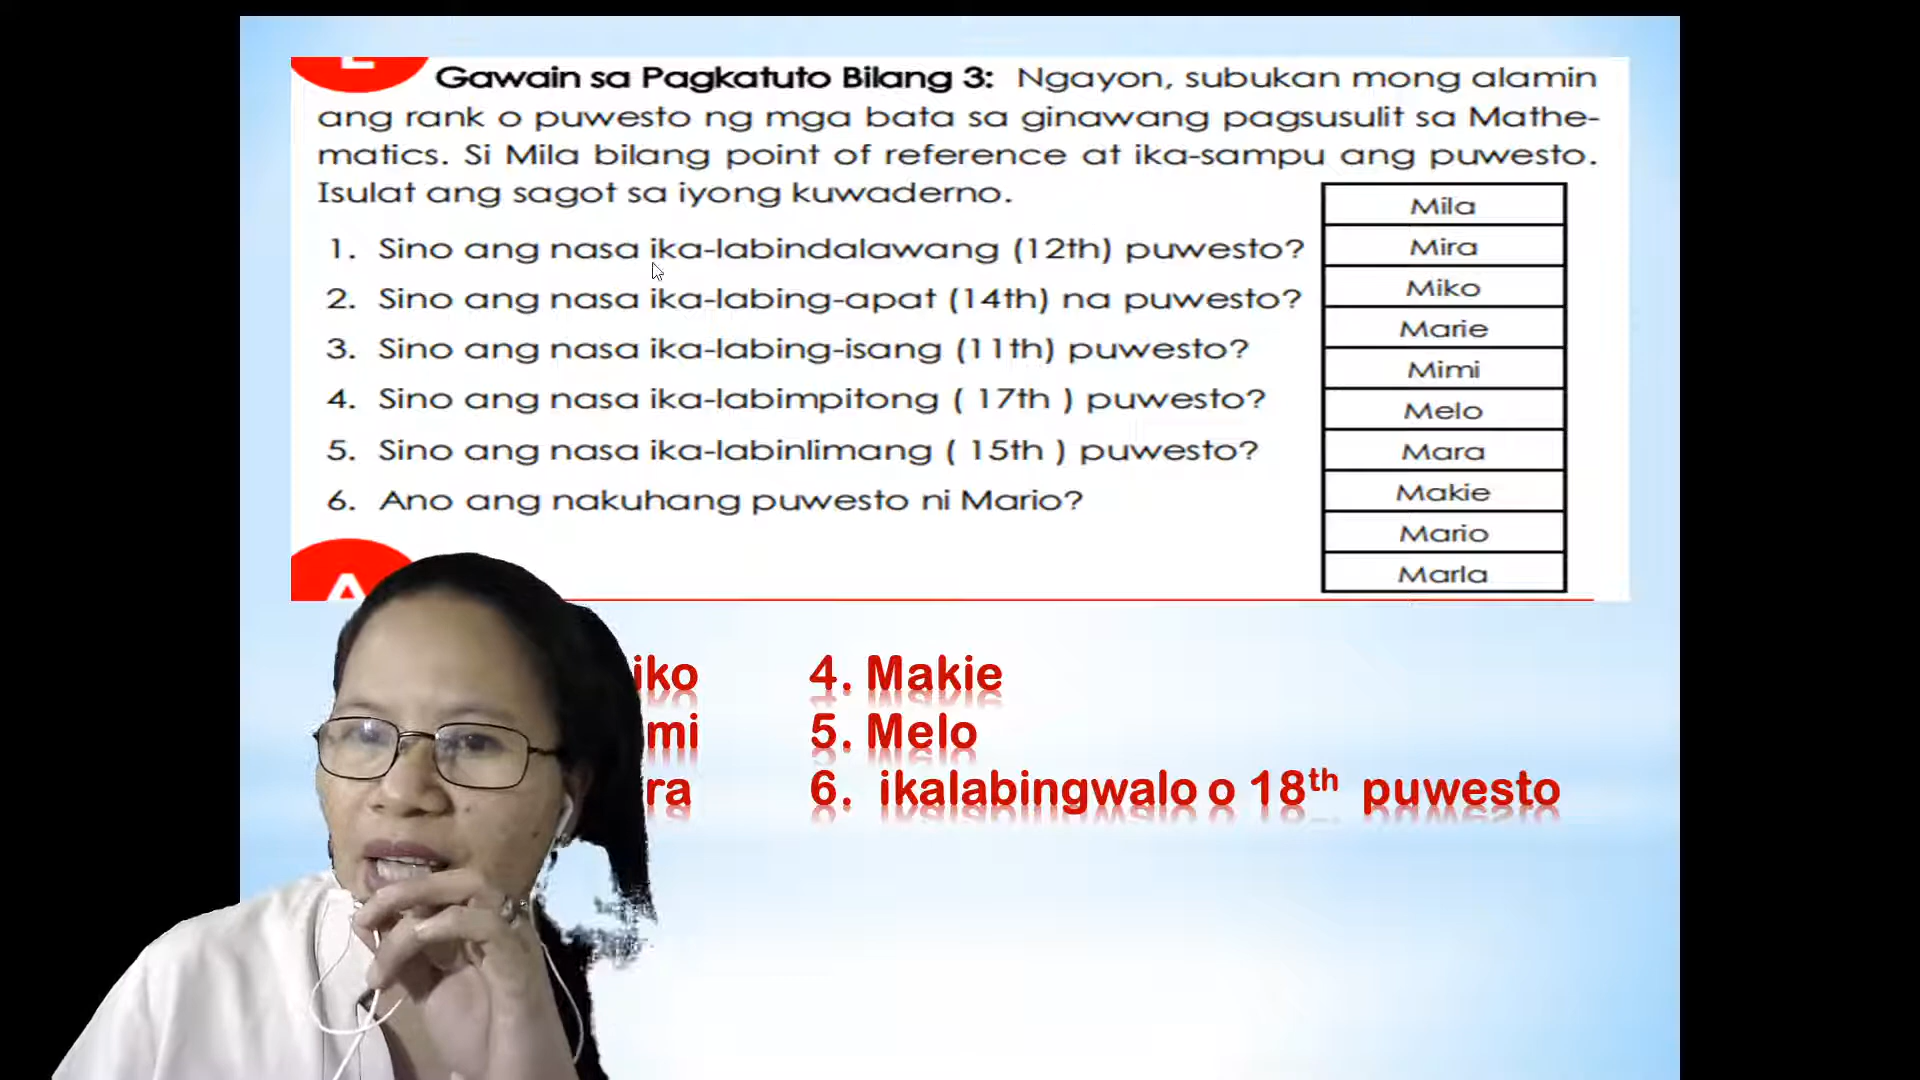 Gawain sa Pagkatuto Bilang 3: Ngayon, subukan mong alamin
ang rank o puwesto ng mga bata sa ginawang pagsusulit sa Mathe-
matics. Si Mila bilang point of reference at ika-sampu ang puwesto.
Isulat ang sagot sa iyong kuwaderno.
1. Sino ang nasa ika-labindalawang (12th) puwesto?
2. Sino ang nasa ika-labing-apat (14th) na puwesto?
3. Sino ang nasa ika-labing-isang (11th) puwesto?
4. Sino ang nasa ika-labimpitong ( 17th ) puwesto?
5. Sino ang nasa ika-labinlimang ( 15th ) puwesto?
6. Ano ang nakuhang puwesto ni Mario?
Mila
Mira
Miko
Marie
Mimi
Melo
Mara
Makie
Mario
Marla
A
iko
mi
ra
4. Makie
5. Melo
6. ikalabingwalo o 18th puwesto